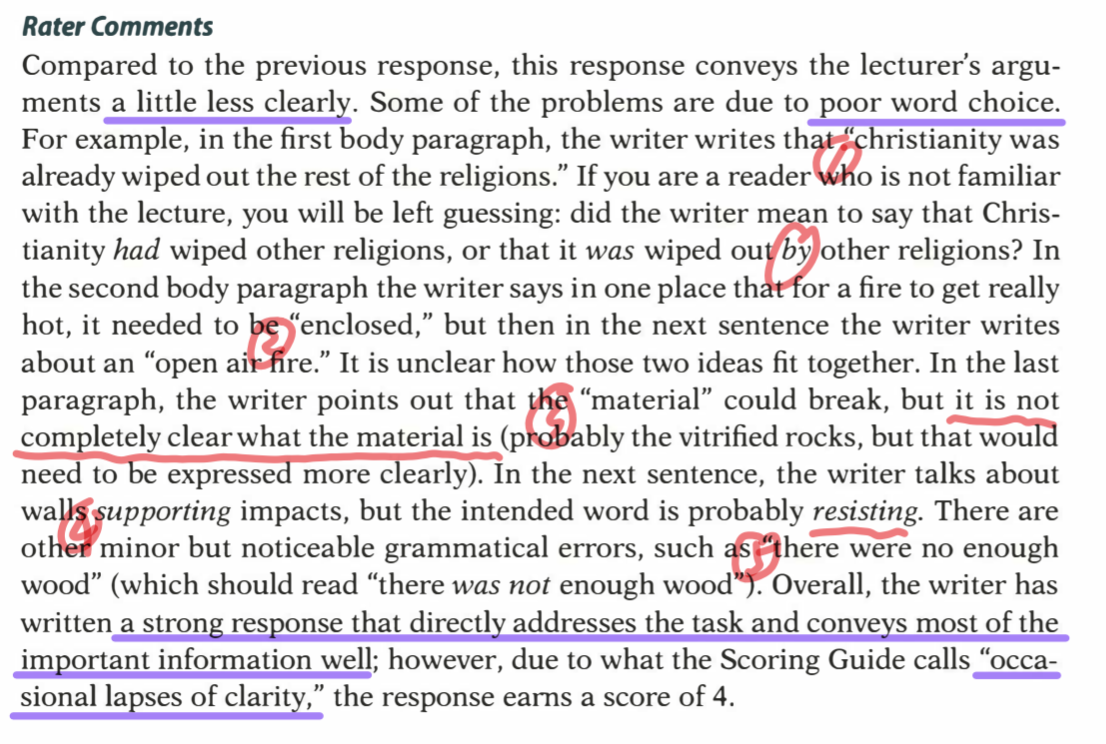 Rater Comments
Compared to the previous response, this response conveys the lecturer's argu-
ments a little less clearly. Some of the problems are due to poor word choice.
For example, in the first body paragraph, the writer writes that “christianity was
already wiped out the rest of the religions.” If you are a reader who is not familiar
with the lecture, you will be left guessing: did the writer mean to say that Chris-
tianity had wiped other religions, or that it was wiped out by other religions? In
the second body paragraph the writer says in one place that for a fire to get really
hot, it needed to be “enclosed,” but then in the next sentence the writer writes
about an “open air fire.” It is unclear how those two ideas fit together. In the last
paragraph, the writer points out that the “material” could break, but it is not
completely clear what the material is (probably the vitrified rocks, but that would
need to be expressed more clearly). In the next sentence, the writer talks about
walls supporting impacts, but the intended word is probably resisting. There are
other minor but noticeable grammatical errors, such as “there were no enough
wood” (which should read “there was not enough wood”). Overall, the writer has
written a strong response that directly addresses the task and conveys most of the
important information well; however, due to what the Scoring Guide calls “occa-
sional lapses of clarity,” the response earns a score of 4.